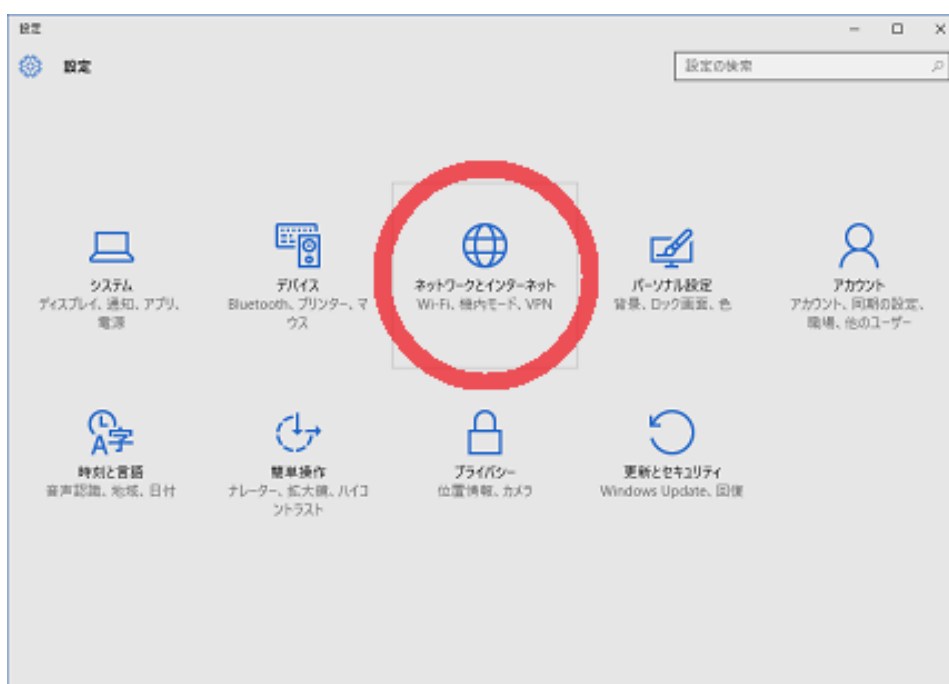 設定
設定
設定の検索
システム
ディスプレイ、通知、アプリ、
電源
デバイス
Bluetooth、プリンター、マ
ウス
ネットワークとインターネット
Wi-Fi、機内モード、VPN
パーソナル設定
背景、ロック画面、色
アカウント
アカウント、同期の設定、
職場、他のユーザー
A字
時刻と言語
音声認識、地域、日付
簡単操作
ナレーター、拡大鏡、ハイコ
ントラスト
プライバシー
位置情報、カメラ
更新とセキュリティ
Windows Update、回復